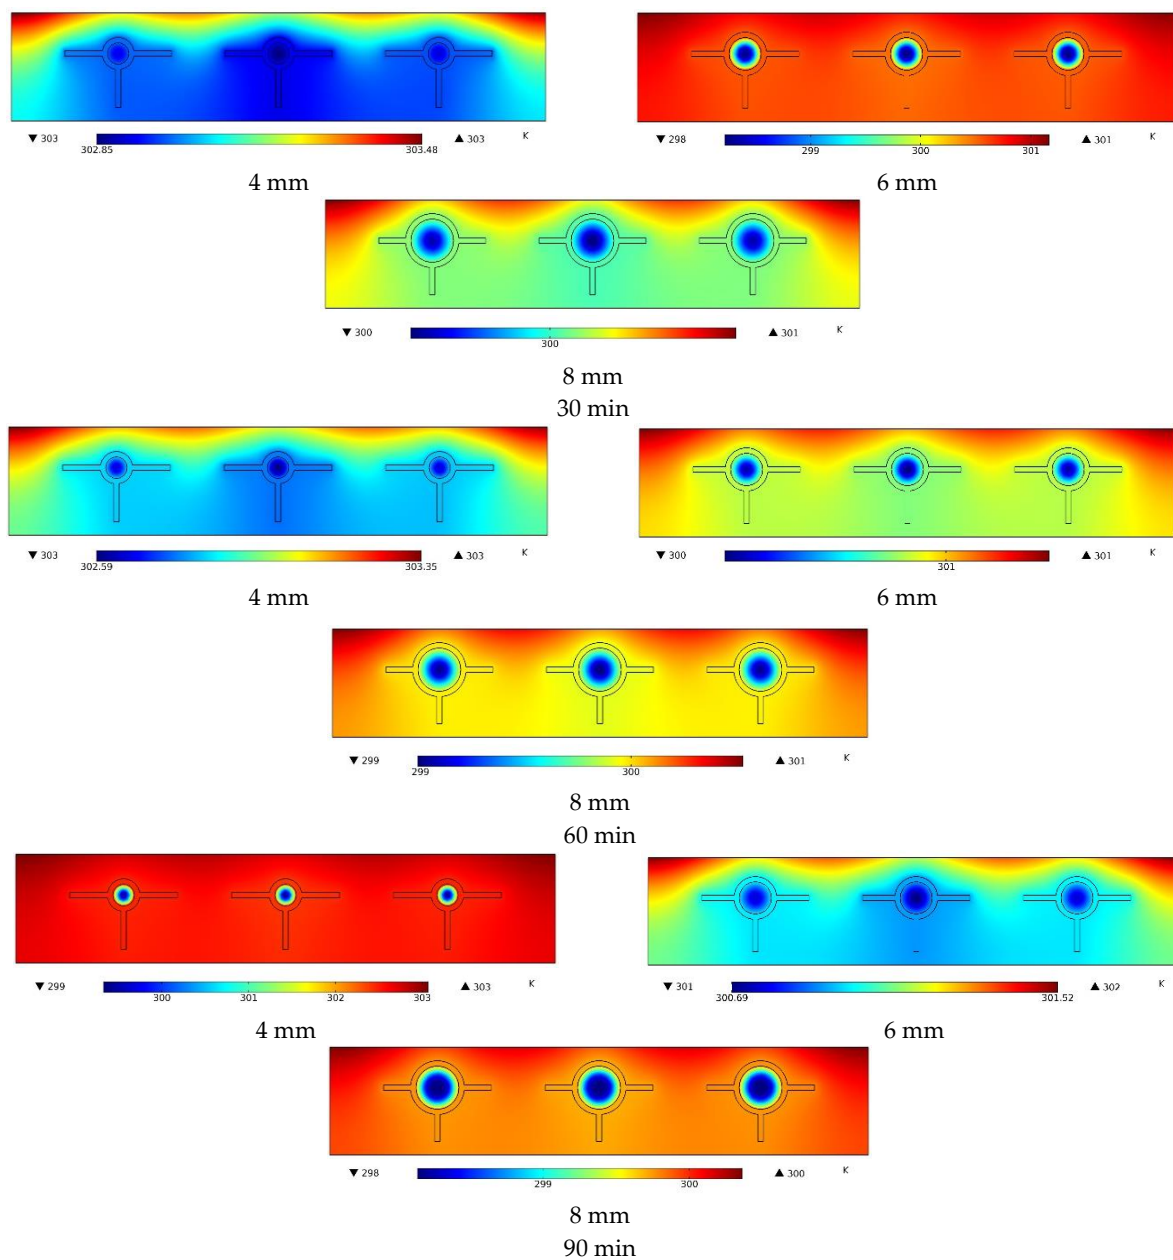 ▼ 303 ▲ 303 K
302.85 303.48
4 mm
▼ 298 ▲ 301 K
299 300 301
6 mm
▼ 300 ▲ 301 K
300
8 mm
30 min
▼ 303 ▲ 303 K
302.59 303.35
4 mm
▼ 300 ▲ 301 K
301
6 mm
▼ 299 ▲ 301 K
299 300
8 mm
60 min
▼ 299 ▲ 303 K
300 301 302 303
4 mm
▼ 301 ▲ 302 K
300.69 301.52
6 mm
▼ 298 ▲ 300 K
299 300
8 mm
90 min